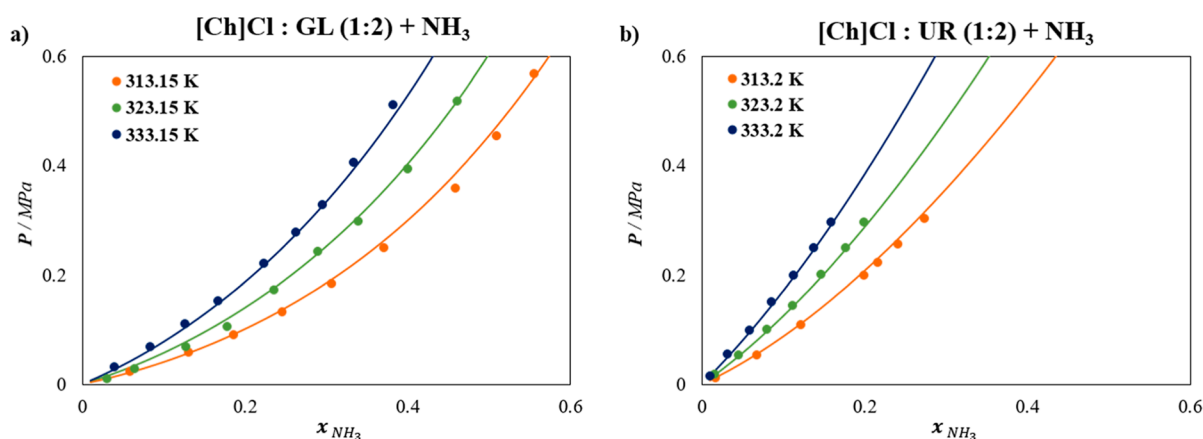 a)
[Ch]Cl : GL (1:2) + NH3
0.6
0.4
0.2
0
0
0.2
0.4
0.6
P / MPa
x NH3
313.15 K
323.15 K
333.15 K
b)
[Ch]Cl : UR (1:2) + NH3
0.6
0.4
0.2
0
0
0.2
0.4
0.6
P / MPa
x NH3
313.2 K
323.2 K
333.2 K